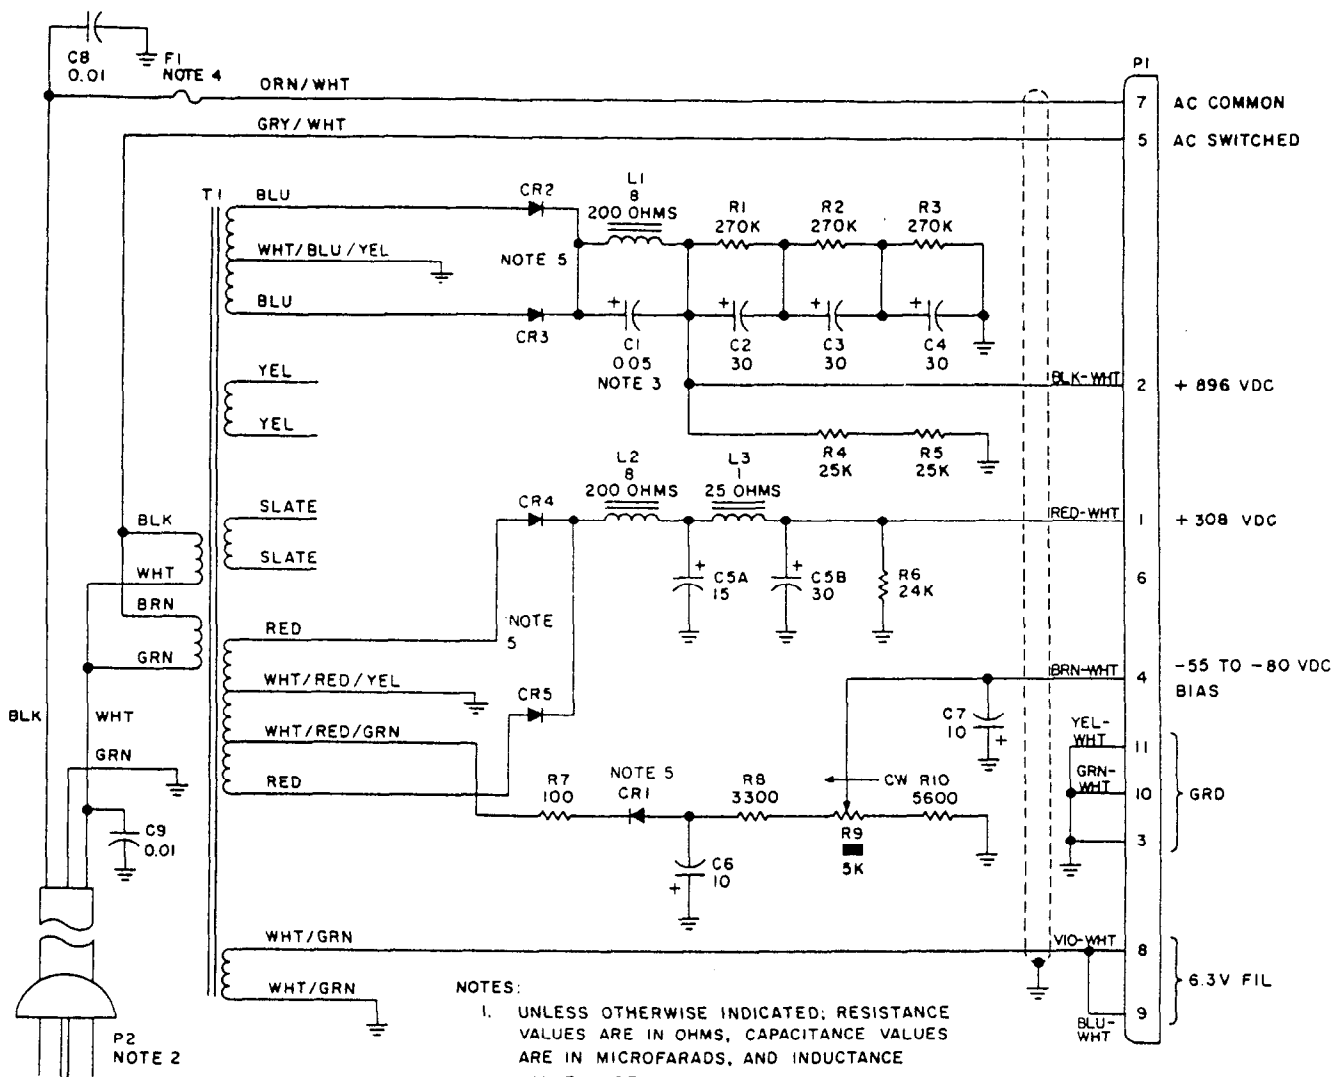 C8
0.01
F1
NOTE 4
ORN/WHT
GRY/WHT
P1
7 AC COMMON
5 AC SWITCHED
T1
BLU
WHT/BLU/YEL
BLU
CR2
NOTE 5
CR3
L1
8
200 OHMS
R1
270K
R2
270K
R3
270K
+
C1
0.05
NOTE 3
+
C2
30
+
C3
30
+
C4
30
BLK-WHT 2 + 896 VDC
YEL
YEL
R4
25K
R5
25K
SLATE
SLATE
BLK
WHT
BRN
GRN
CR4
L2
8
200 OHMS
L3
1
25 OHMS
RED-WHT 1 + 308 VDC
+
C5A
15
+
C5B
30
R6
24K
6
RED
NOTE
5
WHT/RED/YEL
CR5
WHT/RED/GRN
RED
BRN-WHT 4 -55 TO -80 VDC
BIAS
C7
10
+
BLK
WHT
GRN
C9
0.01
R7
100
NOTE 5
CR1
R8
3300
CW
R10
5600
R9
5K
C6
10
+
YEL-
WHT
11
GRN-
WHT
10
GRD
3
WHT/GRN
WHT/GRN
VIO-WHT 8
6.3V FIL
9
BLU-
WHT
P2
NOTE 2
NOTES:
1. UNLESS OTHERWISE INDICATED; RESISTANCE
VALUES ARE IN OHMS, CAPACITANCE VALUES
ARE IN MICROFARADS, AND INDUCTANCE